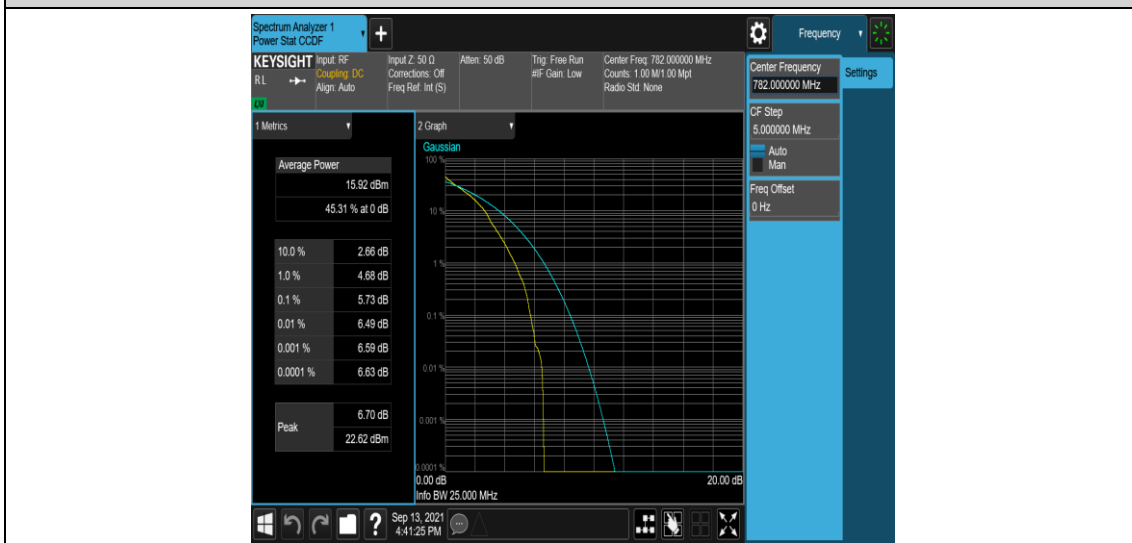 Spectrum Analyzer 1
Power Stat CCDF
+
Frequency
KEYSIGHT
RL
LXI
Input: RF
Coupling: DC
Align: Auto
Input Z: 50 Ω
Corrections: Off
Freq Ref: Int (S)
Atten: 50 dB
Trig: Free Run
#IF Gain: Low
Center Freq: 782.000000 MHz
Counts: 1.00 M/1.00 Mpt
Radio Std: None
Center Frequency
782.000000 MHz
Settings
CF Step
5.000000 MHz
Auto
Man
Freq Offset
0 Hz
1 Metrics
Average Power
15.92 dBm
45.31 % at 0 dB
10.0 % 2.66 dB
1.0 % 4.68 dB
0.1 % 5.73 dB
0.01 % 6.49 dB
0.001 % 6.59 dB
0.0001 % 6.63 dB
Peak 6.70 dB
22.62 dBm
2 Graph
Gaussian
100 %
10 %
1 %
0.1 %
0.01 %
0.001 %
0.0001 %
0.00 dB 20.00 dB
Info BW 25.000 MHz
?
Sep 13, 2021
4:41:25 PM